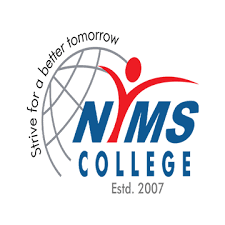 Strive for a better tomorrow
NIMS
COLLEGE
Estd. 2007